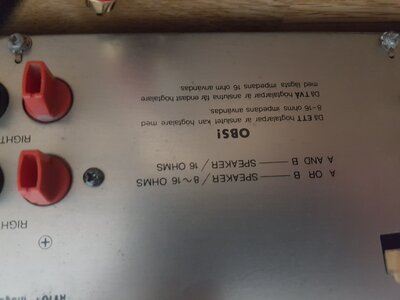 RIGHT
RIGHT
A OR B —— SPEAKER/8~16 OHMS
A AND B —— SPEAKER/16 OHMS
OBS!
Då ETT högtalarpar är anslutet kan högtalare med
8-16 ohms impedans användas.
Då TVÅ högtalarpar är anslutna får endast högtalare
med lägsta impedans 16 ohm användas.